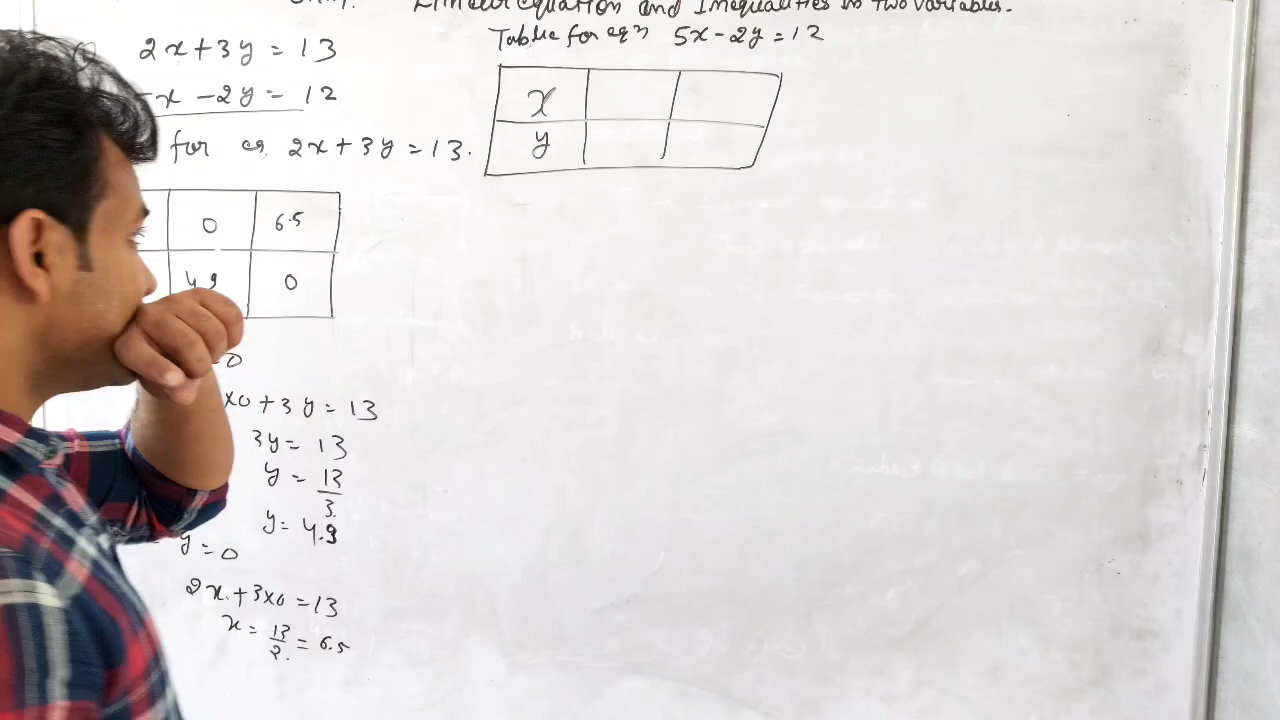 Linear equation and Inequalities in two variables.
2x+3y = 13
x - 2y = 12
for eq, 2x+3y = 13.
0 6.5
4.3 0
0
x0 + 3y = 13
3y = 13
y = 13/3.
y = 4.3
y = 0
2x + 3x0 = 13
x = 13/2. = 6.5
Table for eqn 5x-2y = 12
x
y